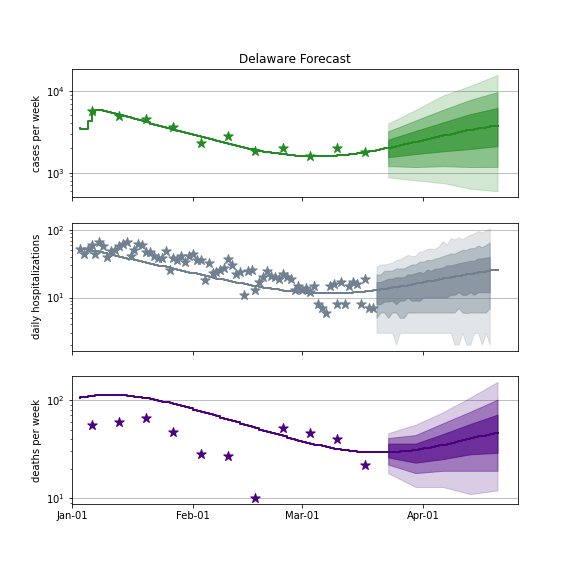 Delaware Forecast
10⁴
10³
cases per week
10²
10¹
daily hospitalizations
10²
10¹
deaths per week
Jan-01 Feb-01 Mar-01 Apr-01